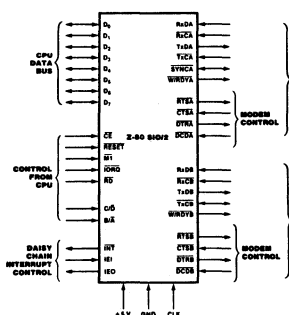 CPU
DATA
BUS
D0
D1
D2
D3
D4
D5
D6
D7
CONTROL
FROM
CPU
CE
RESET
M1
IORQ
RD
C/D
B/A
DAISY
CHAIN
INTERRUPT
CONTROL
INT
IEI
IEO
Z-80 SIO/2
RxDA
RxCA
TxDA
TxCA
SYNCA
W/RDYA
RTSA
CTSA
DTRA
DCDA
MODEM
CONTROL
RxDB
RxCB
TxDB
TxCB
W/RDYB
RTSB
CTSB
DTRB
DCDB
MODEM
CONTROL
+5V GND CLK